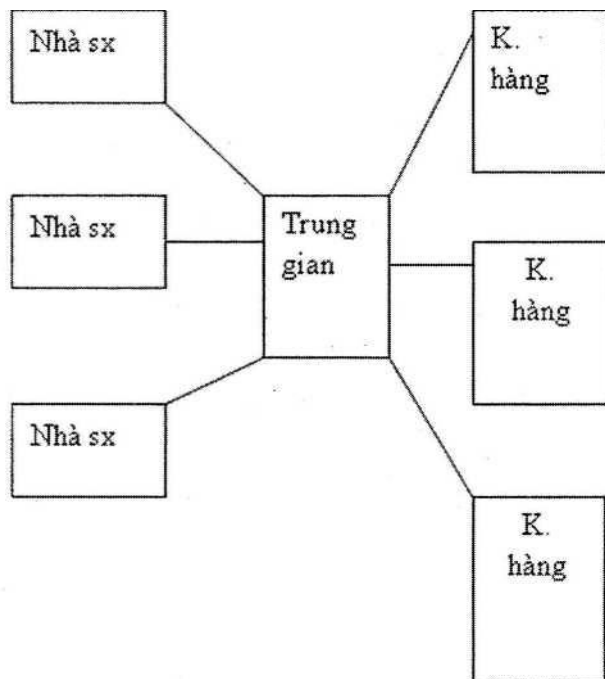 Nhà sx
K.
hàng
Nhà sx
Trung
gian
K.
hàng
Nhà sx
K.
hàng